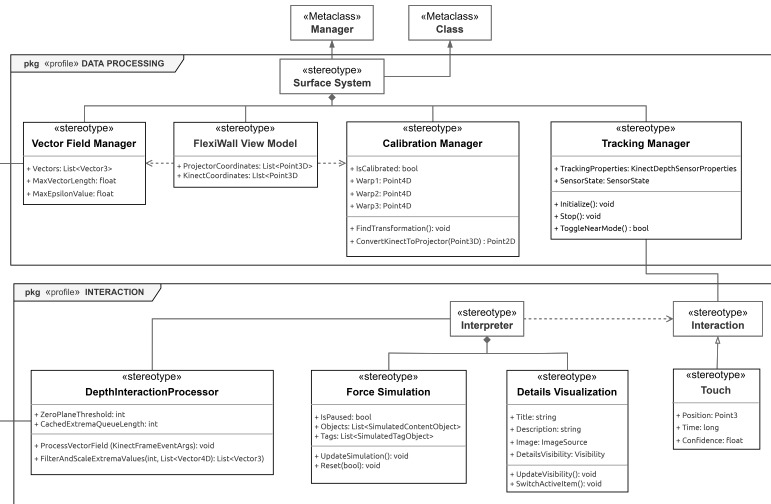 «Metaclass»
Manager
«Metaclass»
Class
pkg «profile» DATA PROCESSING
«stereotype»
Surface System
«stereotype»
Vector Field Manager
+ Vectors: List<Vector3>
+ MaxVectorLength: float
+ MaxEpsilonValue: float
«stereotype»
FlexiWall View Model
+ ProjectorCoordinates: List<Point3D>
+ KinectCoordinates: List<Point3D
«stereotype»
Calibration Manager
+ IsCalibrated: bool
+ Warp1: Point4D
+ Warp2: Point4D
+ Warp3: Point4D
+ FindTransformation(): void
+ ConvertKinectToProjector(Point3D) : Point2D
«stereotype»
Tracking Manager
+ TrackingProperties: KinectDepthSensorProperties
+ SensorState: SensorState
+ Initialize(): void
+ Stop(): void
+ ToggleNearMode() : bool
pkg «profile» INTERACTION
«stereotype»
Interpreter
«stereotype»
Interaction
«stereotype»
DepthInteractionProcessor
+ ZeroPlaneThreshold: int
+ CachedExtremaQueueLength: int
+ ProcessVectorField (KinectFrameEventArgs): void
+ FilterAndScaleExtremaValues(int, List<Vector4D): List<Vector3)
«stereotype»
Force Simulation
+ IsPaused: bool
+ Objects: List<SimulatedContentObject>
+ Tags: List<SimulatedTagObject>
+ UpdateSimulation(): void
+ Reset(bool): void
«stereotype»
Details Visualization
+ Title: string
+ Description: string
+ Image: ImageSource
+ DetailsVisibility: Visibility
+ UpdateVisibility(): void
+ SwitchActiveItem(): void
«stereotype»
Touch
+ Position: Point3
+ Time: long
+ Confidence: float